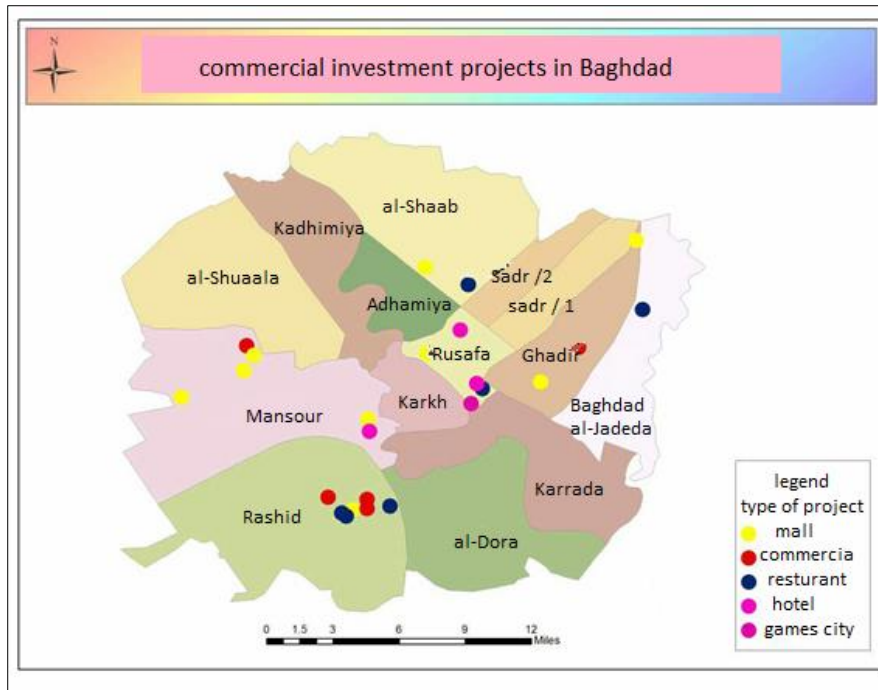 N
commercial investment projects in Baghdad
al-Shaab
Kadhimiya
al-Shuaala
Sadr /2
Adhamiya
sadr / 1
Rusafa
Ghadir
Karkh
Mansour
Baghdad
al-Jadeda
Karrada
Rashid
al-Dora
legend
type of project
mall
commercia
resturant
hotel
games city
0 1.5 3 6 9 12
Miles